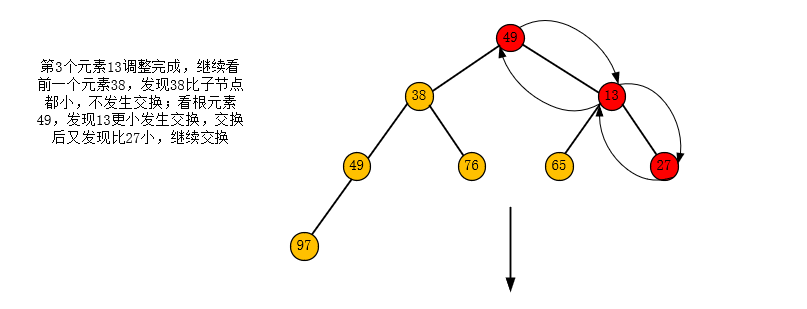 第3个元素13调整完成，继续看
前一个元素38，发现38比子节点
都小，不发生交换；看根元素
49，发现13更小发生交换，交换
后又发现比27小，继续交换
49
38
13
49
76
65
27
97